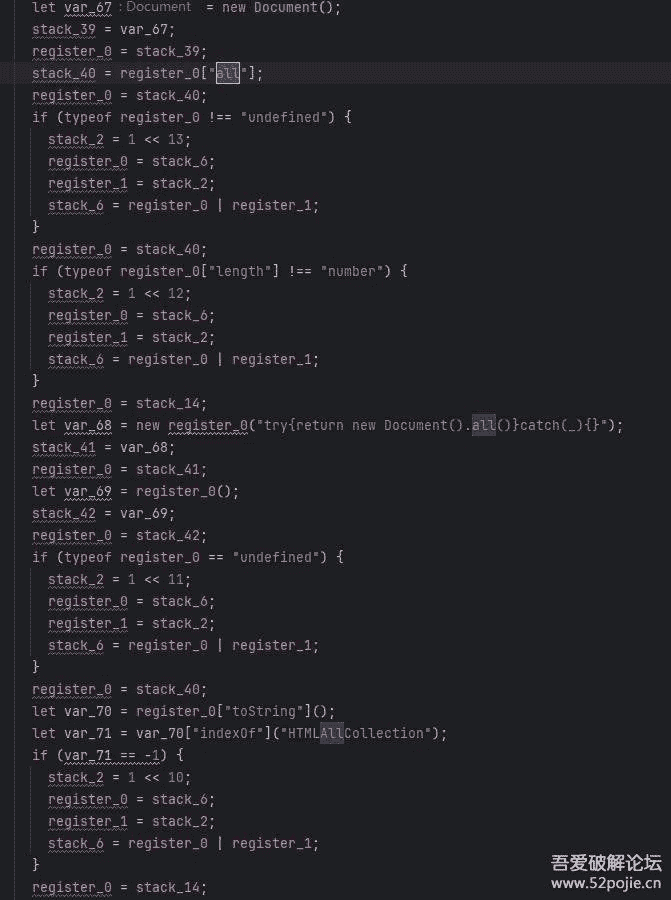 let var_67 : Document = new Document();
stack_39 = var_67;
register_0 = stack_39;
stack_40 = register_0["all"];
register_0 = stack_40;
if (typeof register_0 !== "undefined") {
stack_2 = 1 << 13;
register_0 = stack_6;
register_1 = stack_2;
stack_6 = register_0 | register_1;
}
register_0 = stack_40;
if (typeof register_0["length"] !== "number") {
stack_2 = 1 << 12;
register_0 = stack_6;
register_1 = stack_2;
stack_6 = register_0 | register_1;
}
register_0 = stack_14;
let var_68 = new register_0("try{return new Document().all()}catch(_){}");
stack_41 = var_68;
register_0 = stack_41;
let var_69 = register_0();
stack_42 = var_69;
register_0 = stack_42;
if (typeof register_0 == "undefined") {
stack_2 = 1 << 11;
register_0 = stack_6;
register_1 = stack_2;
stack_6 = register_0 | register_1;
}
register_0 = stack_40;
let var_70 = register_0["toString"]();
let var_71 = var_70["indexOf"]("HTMLAllCollection");
if (var_71 == -1) {
stack_2 = 1 << 10;
register_0 = stack_6;
register_1 = stack_2;
stack_6 = register_0 | register_1;
}
register_0 = stack_14;
吾爱破解论坛
www.52pojie.cn